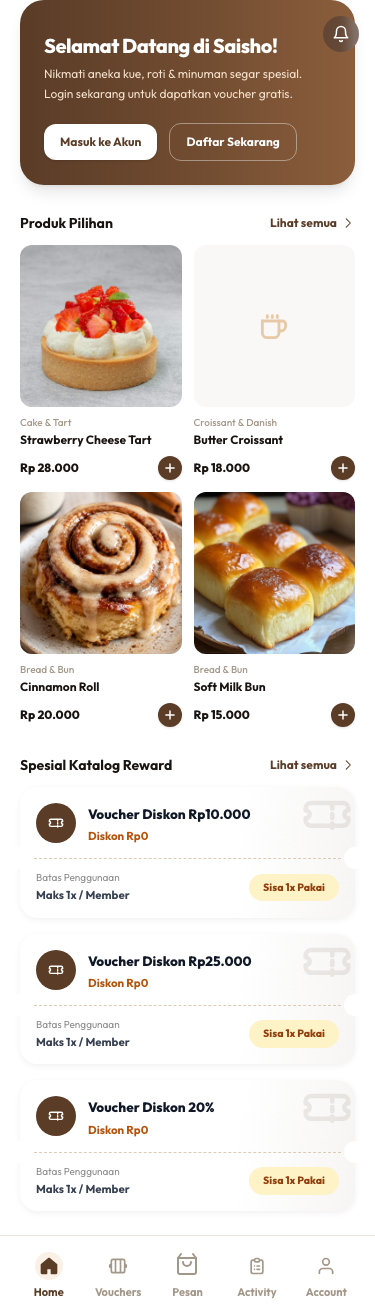 Selamat Datang di Saisho!
Nikmati aneka kue, roti & minuman segar spesial.
Login sekarang untuk dapatkan voucher gratis.
Masuk ke Akun
Daftar Sekarang
Produk Pilihan
Lihat semua
Cake & Tart
Strawberry Cheese Tart
Rp 28.000
Croissant & Danish
Butter Croissant
Rp 18.000
Bread & Bun
Cinnamon Roll
Rp 20.000
Bread & Bun
Soft Milk Bun
Rp 15.000
Spesial Katalog Reward
Lihat semua
Voucher Diskon Rp10.000
Diskon Rp0
Batas Penggunaan
Maks 1x / Member
Sisa 1x Pakai
Voucher Diskon Rp25.000
Diskon Rp0
Batas Penggunaan
Maks 1x / Member
Sisa 1x Pakai
Voucher Diskon 20%
Diskon Rp0
Batas Penggunaan
Maks 1x / Member
Sisa 1x Pakai
Home
Vouchers
Pesan
Activity
Account